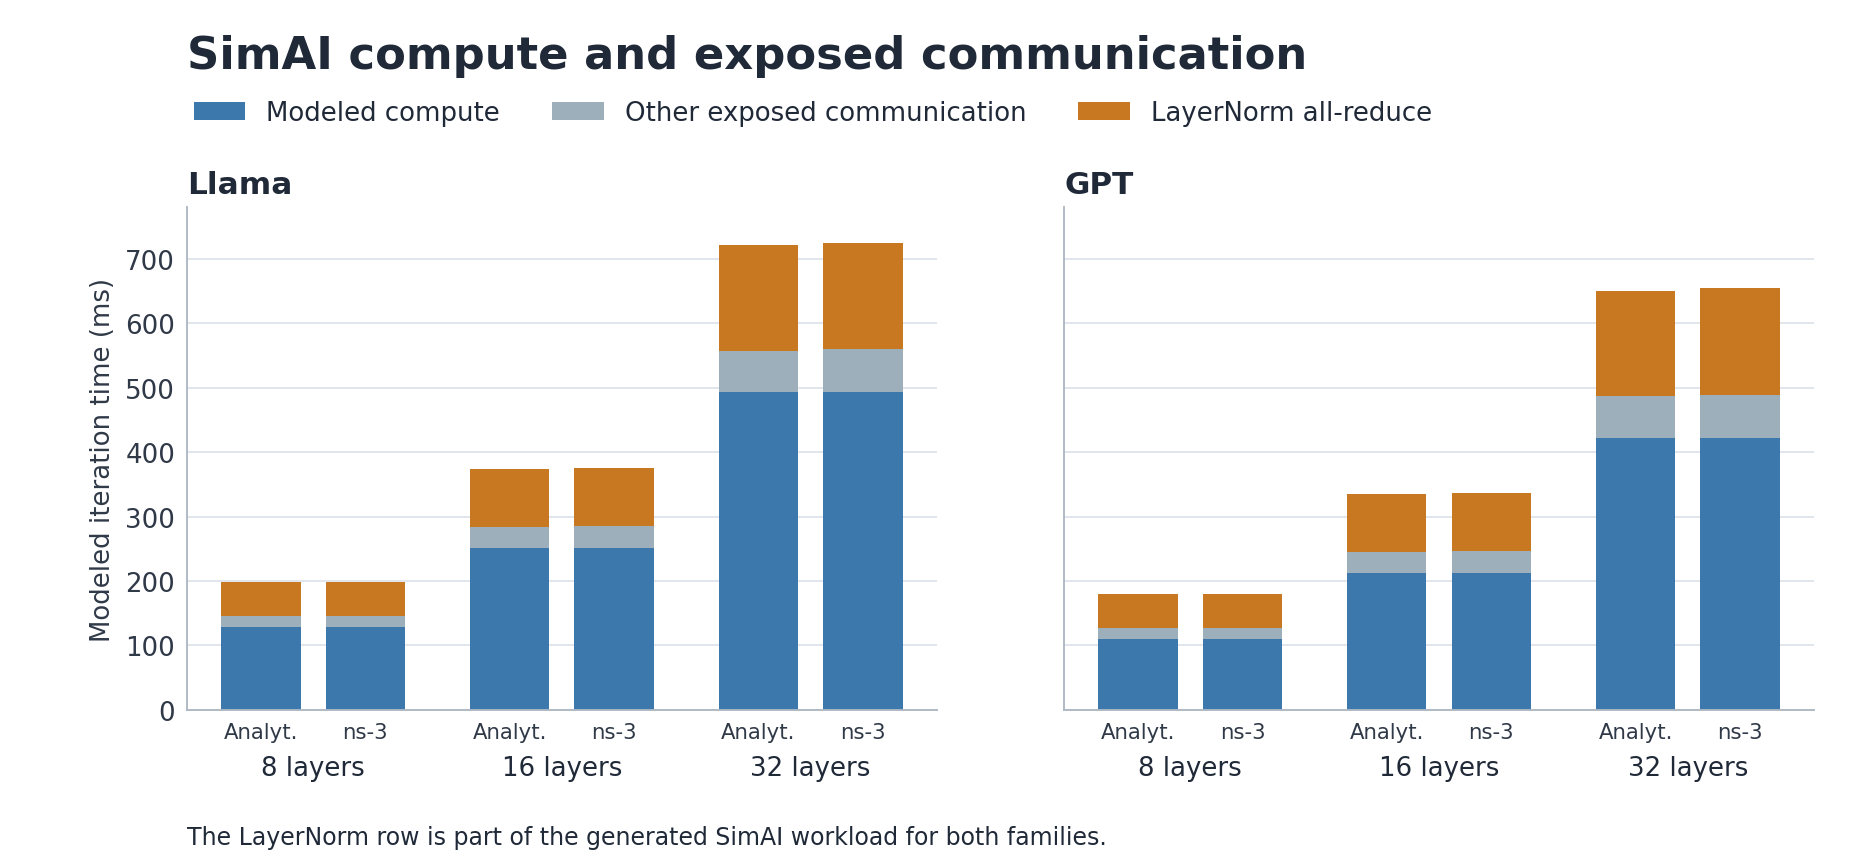 SimAI compute and exposed communication
Modeled compute Other exposed communication LayerNorm all-reduce
Llama
GPT
Modeled iteration time (ms)
700
600
500
400
300
200
100
0
Analyt. ns-3 Analyt. ns-3 Analyt. ns-3
8 layers 16 layers 32 layers
Analyt. ns-3 Analyt. ns-3 Analyt. ns-3
8 layers 16 layers 32 layers
The LayerNorm row is part of the generated SimAI workload for both families.